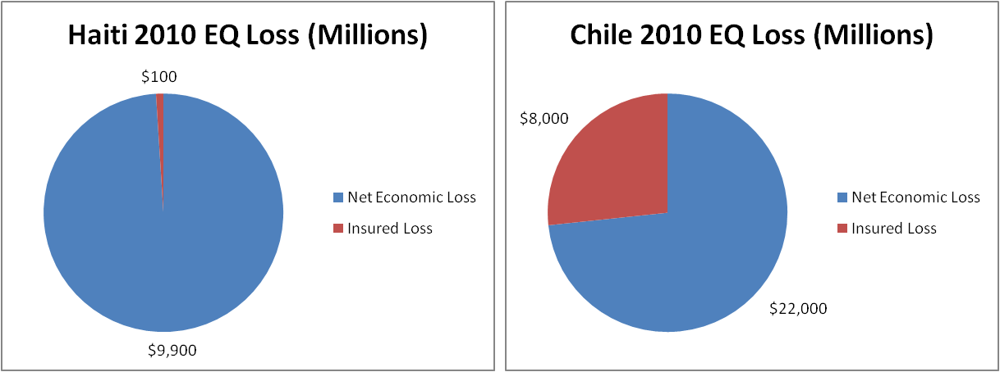 Haiti 2010 EQ Loss (Millions)
$100
Net Economic Loss
Insured Loss
$9,900
Chile 2010 EQ Loss (Millions)
$8,000
Net Economic Loss
Insured Loss
$22,000